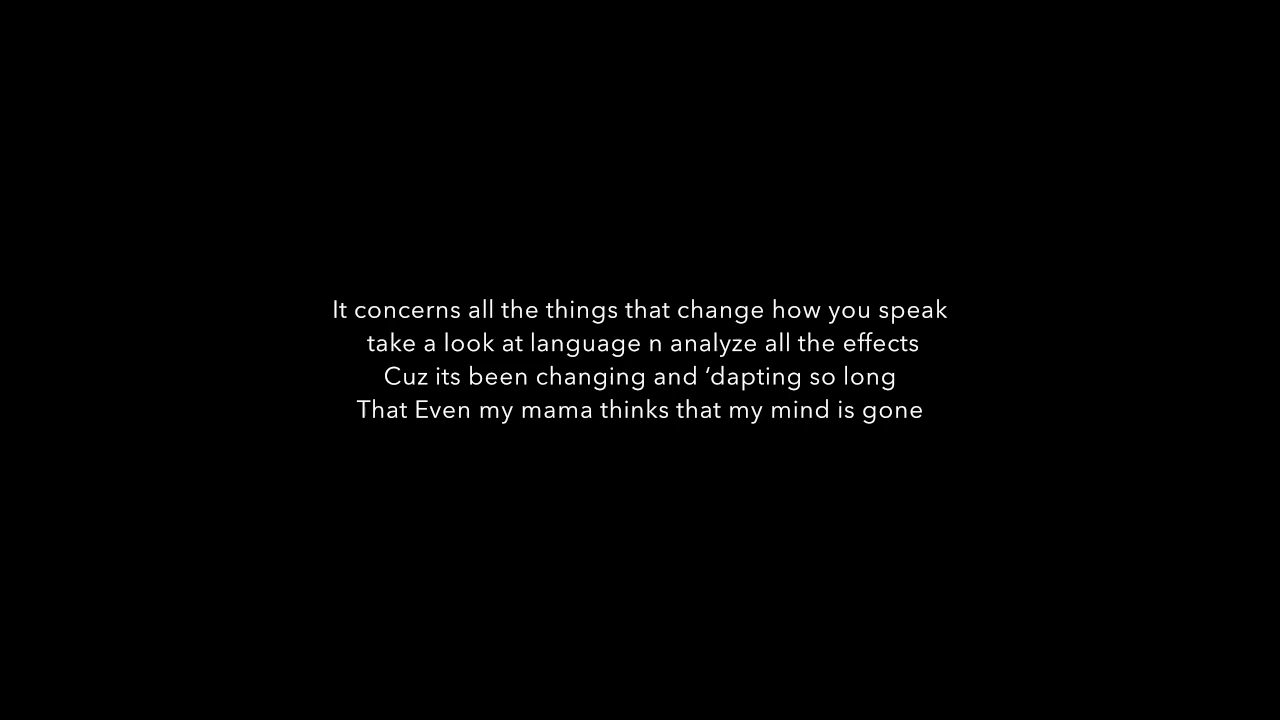 It concerns all the things that change how you speak
take a look at language n analyze all the effects
Cuz its been changing and ‘dapting so long
That Even my mama thinks that my mind is gone